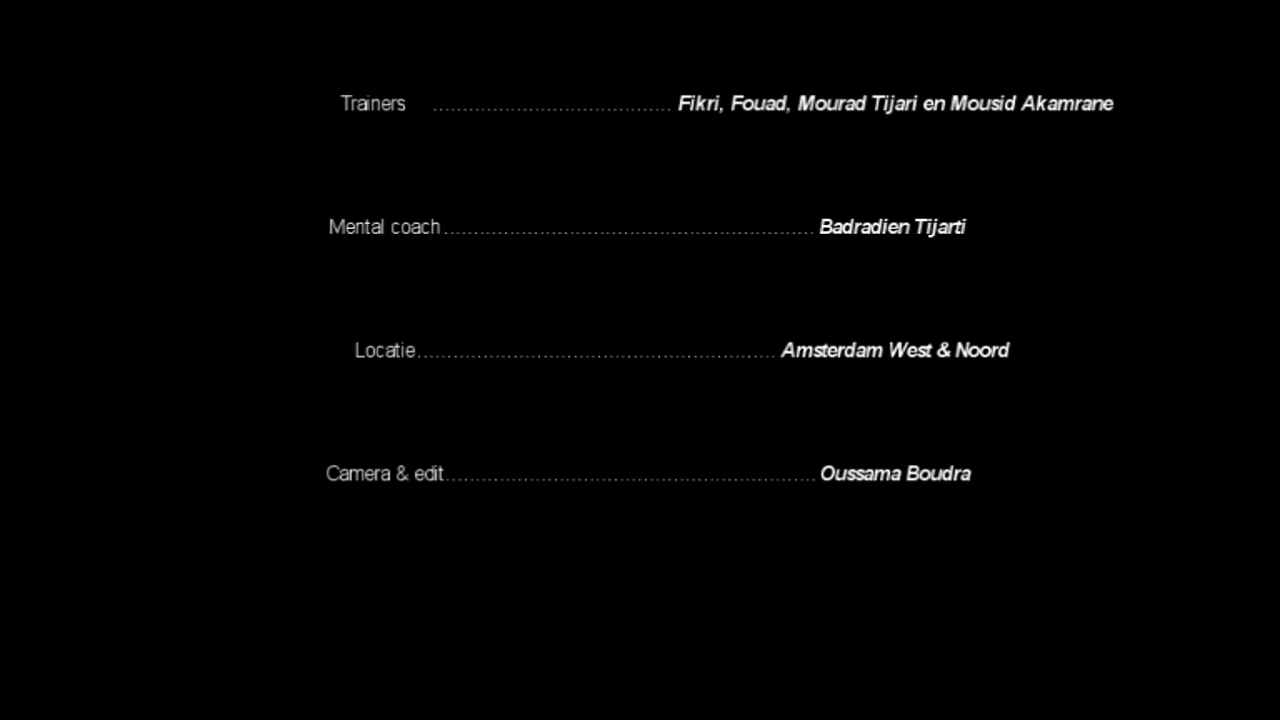 Trainers ........................................ Fikri, Fouad, Mourad Tijari en Mousid Akamrane
Mental coach.............................................................. Badradien Tijarti
Locatie............................................................ Amsterdam West & Noord
Camera & edit.............................................................. Oussama Boudra